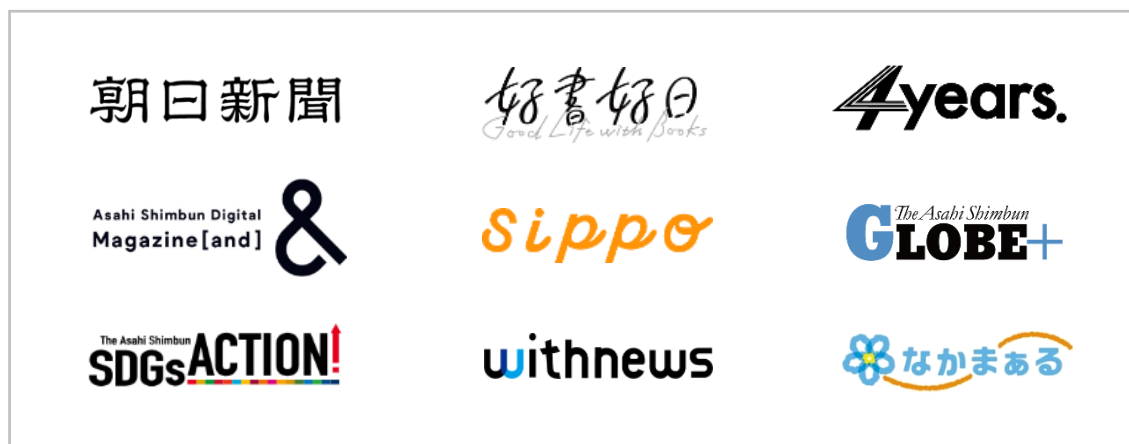 朝日新聞
好書好日
Good Life with Books
4years.
Asahi Shimbun Digital
Magazine[and]
&
sippo
The Asahi Shimbun
GLOBE+
The Asahi Shimbun
SDGs ACTION!
withnews
なかまぁる